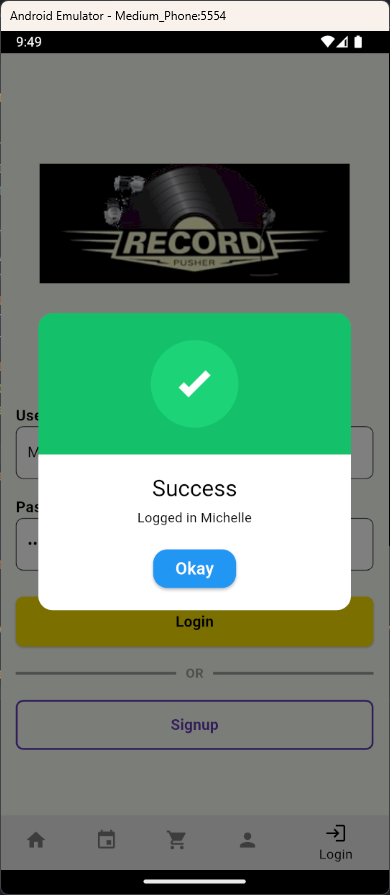 Android Emulator - Medium_Phone:5554
9:49
RECORD
PUSHER
Use
M
Success
Logged in Michelle
Pas
Okay
Login
OR
Signup
Login